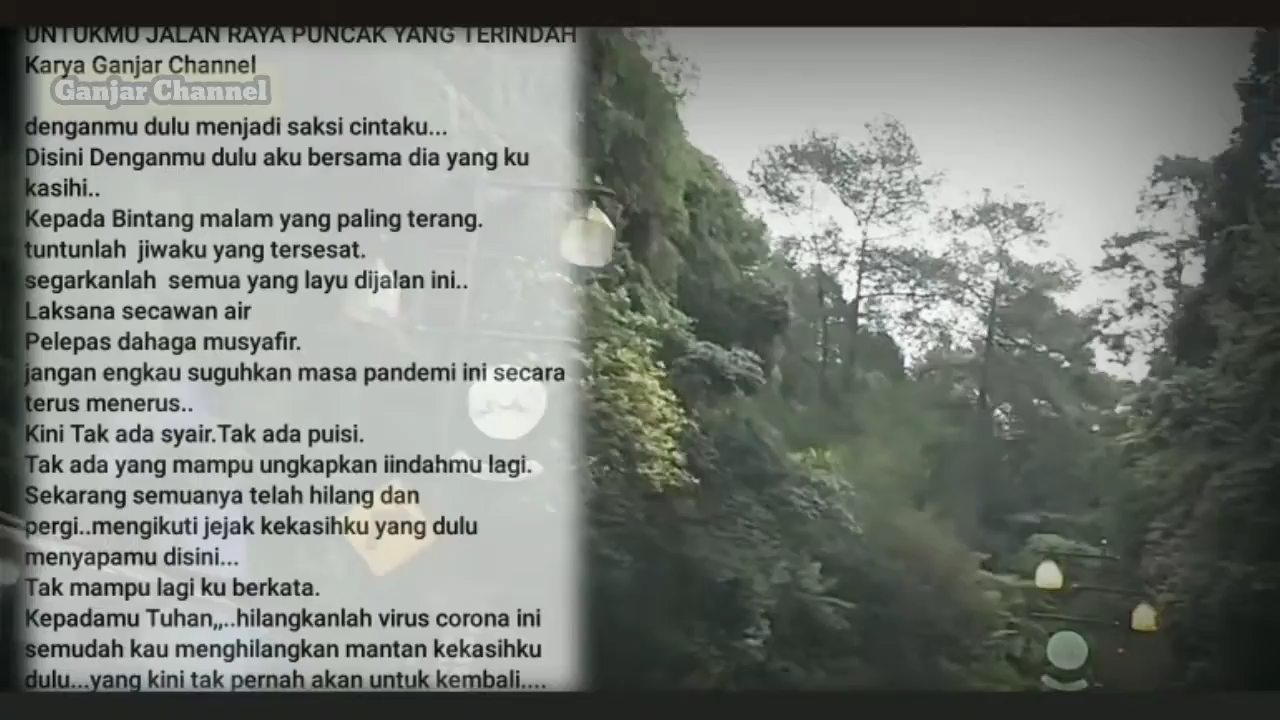 UNTUKMU JALAN RAYA PUNCAK YANG TERINDAH
Karya Ganjar Channel
Ganjar Channel
denganmu dulu menjadi saksi cintaku...
Disini Denganmu dulu aku bersama dia yang ku
kasihi..
Kepada Bintang malam yang paling terang.
tuntunlah  jiwaku yang tersesat.
segarkanlah  semua yang layu dijalan ini..
Laksana secawan air
Pelepas dahaga musyafir.
jangan engkau suguhkan masa pandemi ini secara
terus menerus..
Kini Tak ada syair.Tak ada puisi.
Tak ada yang mampu ungkapkan iindahmu lagi.
Sekarang semuanya telah hilang dan
pergi..mengikuti jejak kekasihku yang dulu
menyapamu disini...
Tak mampu lagi ku berkata.
Kepadamu Tuhan,,..hilangkanlah virus corona ini
semudah kau menghilangkan mantan kekasihku
dulu...yang kini tak pernah akan untuk kembali....